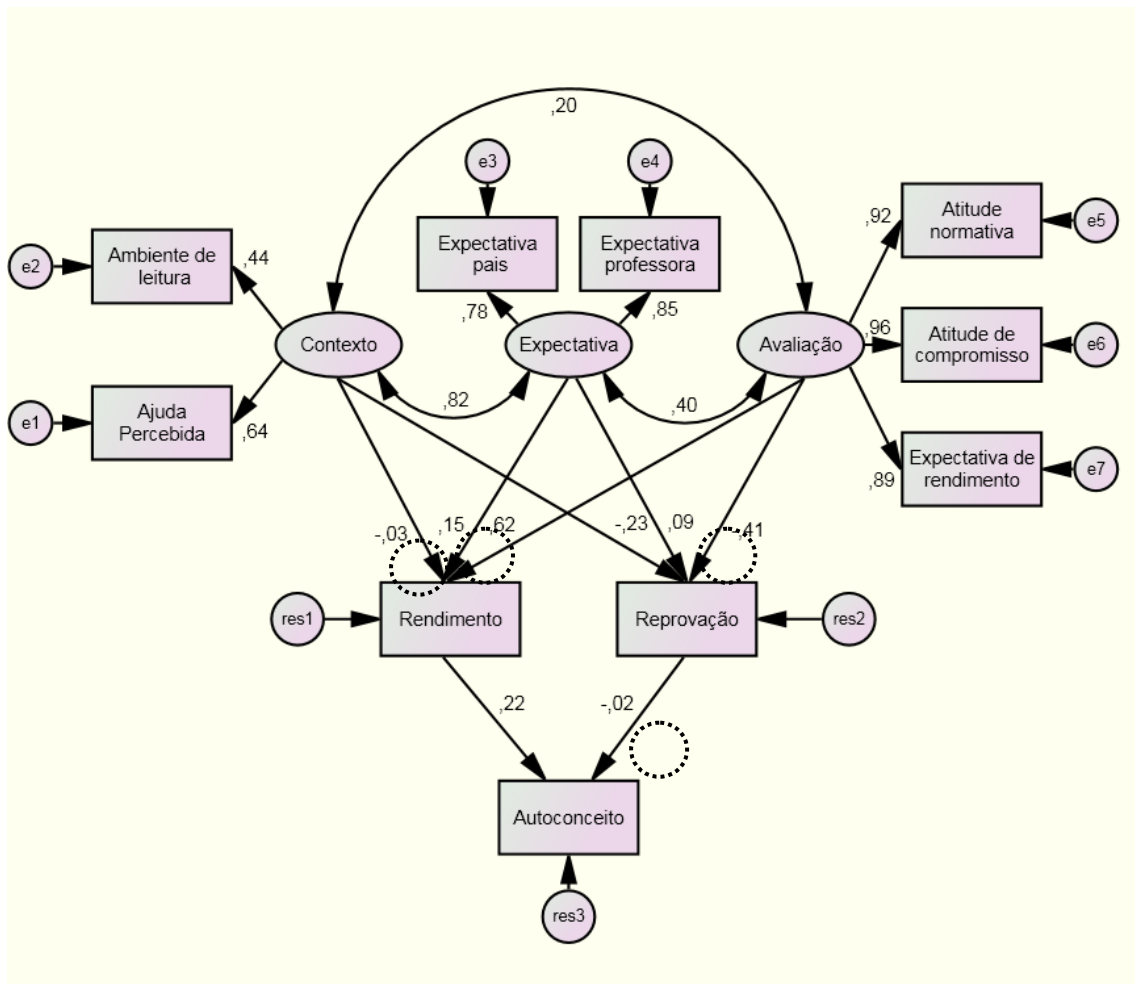 ,20
e3
e4
,92
Atitude
normativa
e5
Ambiente de
leitura
e2
,44
Expectativa
pais
Expectativa
professora
,78
,85
,96
Contexto
Expectativa
Avaliação
Atitude de
compromisso
e6
,82
,40
e1
Ajuda
Percebida
,64
Expectativa de
rendimento
e7
,89
-,03
,15
,62
-,23
,09
,41
res1
Rendimento
Reprovação
res2
,22
-,02
Autoconceito
res3